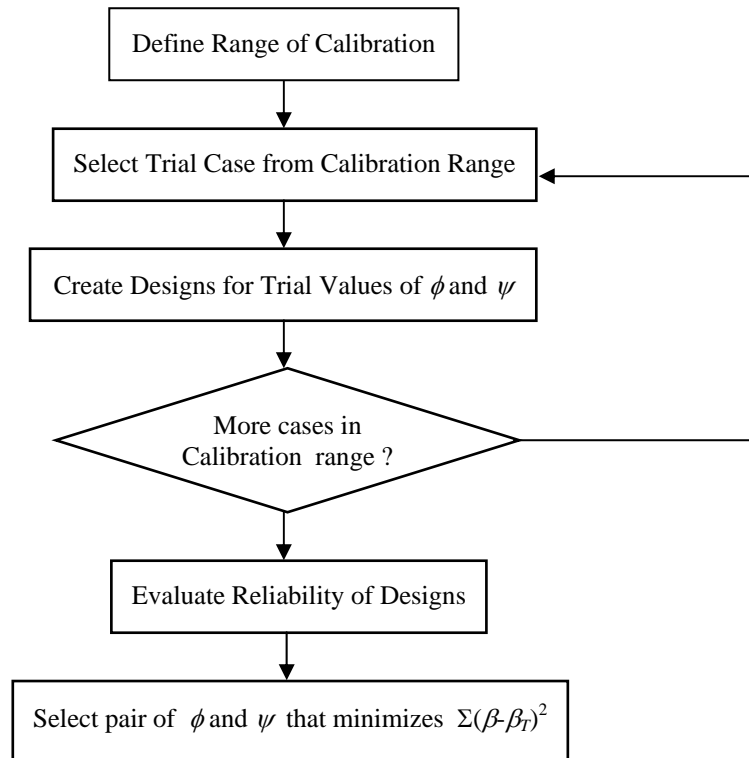 Define Range of Calibration
Select Trial Case from Calibration Range
Create Designs for Trial Values of ϕ and ψ
More cases in
Calibration range ?
Evaluate Reliability of Designs
Select pair of ϕ and ψ that minimizes Σ(β-β_T)²